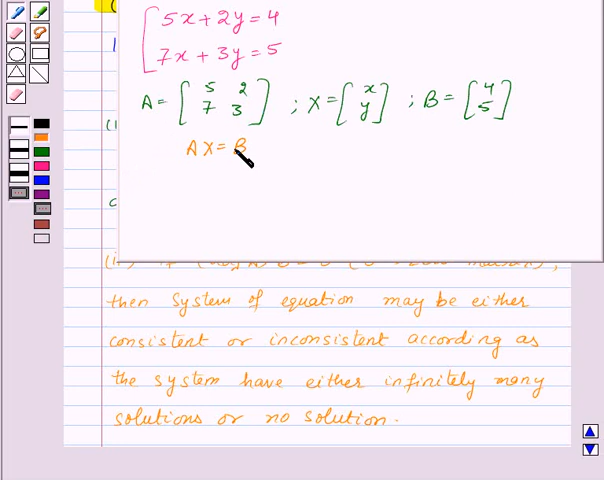 5x + 2y = 4
7x + 3y = 5
A = [ 5 2 7 3 ] ; X = [ x y ] ; B = [ 4 5 ]
A X = B
then System of equation may be either
consistent or inconsistent according as
the system have either infinitely many
solutions or no solution.